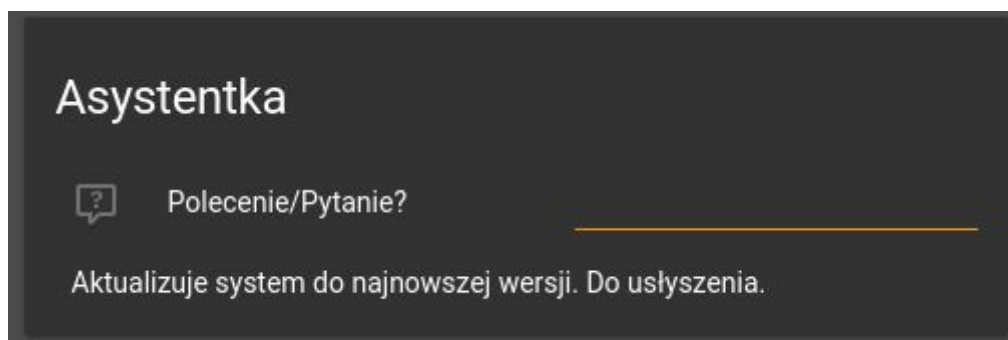 Asystentka
Polecenie/Pytanie?
Aktualizuje system do najnowszej wersji. Do usłyszenia.